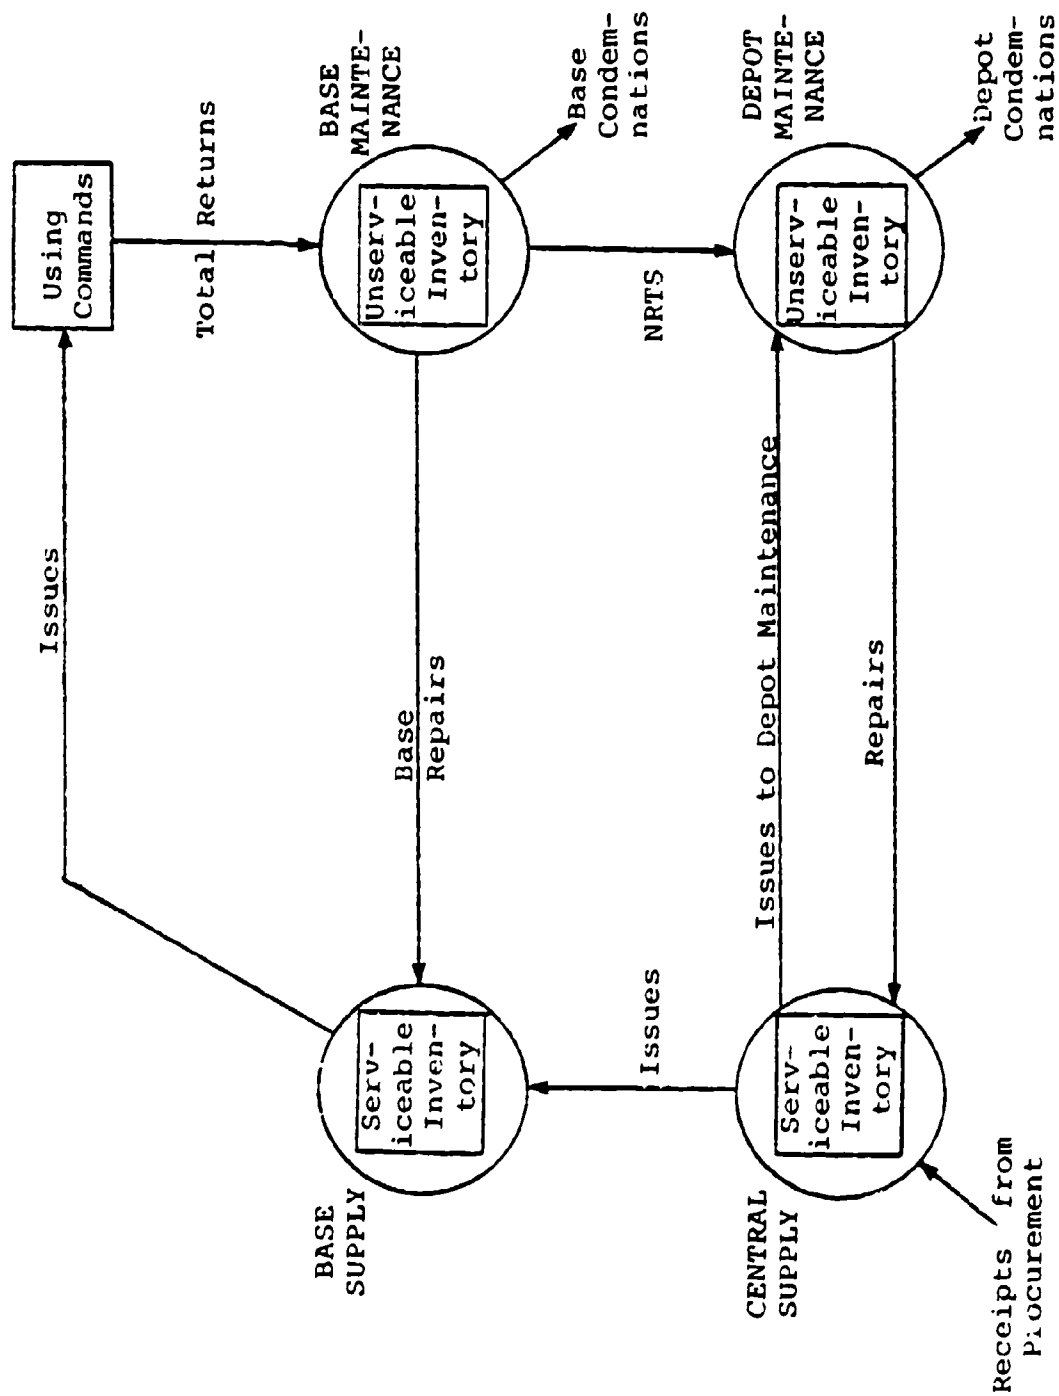 Issues
Using
Commands
Total Returns
BASE
SUPPLY
Serv-
iceable
Inven-
tory
Base
Repairs
BASE
MAINTE-
NANCE
Unserv-
iceable
Inven-
tory
Base
Condem-
nations
Issues
NRTS
CENTRAL
SUPPLY
Serv-
iceable
Inven-
tory
Issues to Depot Maintenance
Repairs
DEPOT
MAINTE-
NANCE
Unserv-
iceable
Inven-
tory
Depot
Condem-
nations
Receipts from
Procurement